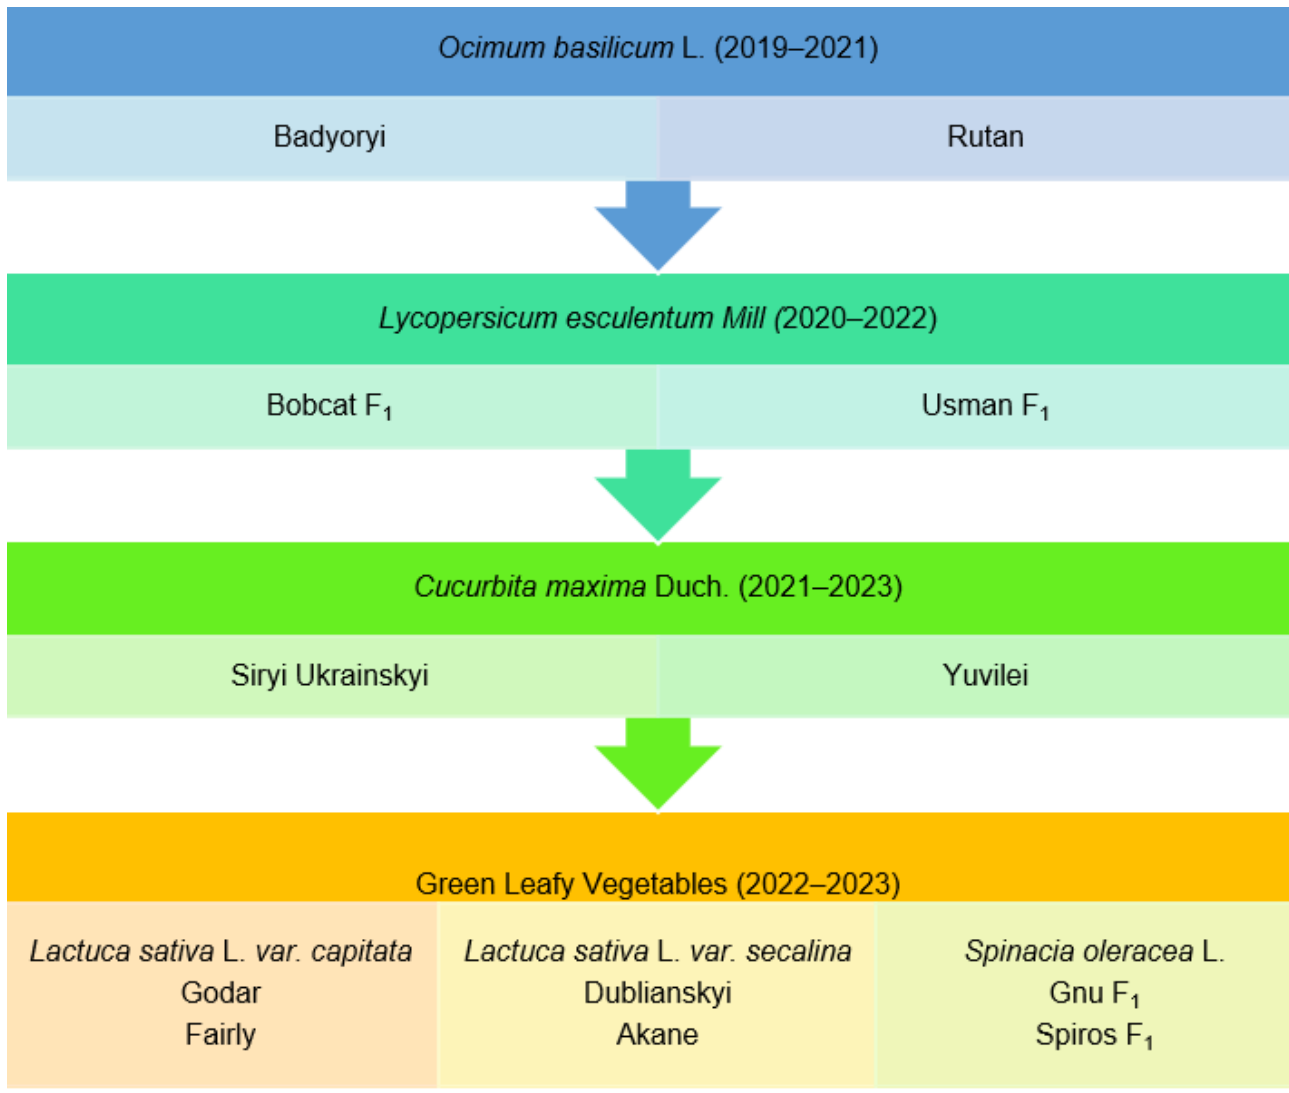 Ocimum basilicum L. (2019–2021)
Badyoryi
Rutan
Lycopersicum esculentum Mill (2020–2022)
Bobcat F₁
Usman F₁
Cucurbita maxima Duch. (2021–2023)
Siryi Ukrainskyi
Yuvilei
Green Leafy Vegetables (2022–2023)
Lactuca sativa L. var. capitata
Godar
Fairly
Lactuca sativa L. var. secalina
Dublianskyi
Akane
Spinacia oleracea L.
Gnu F₁
Spiros F₁